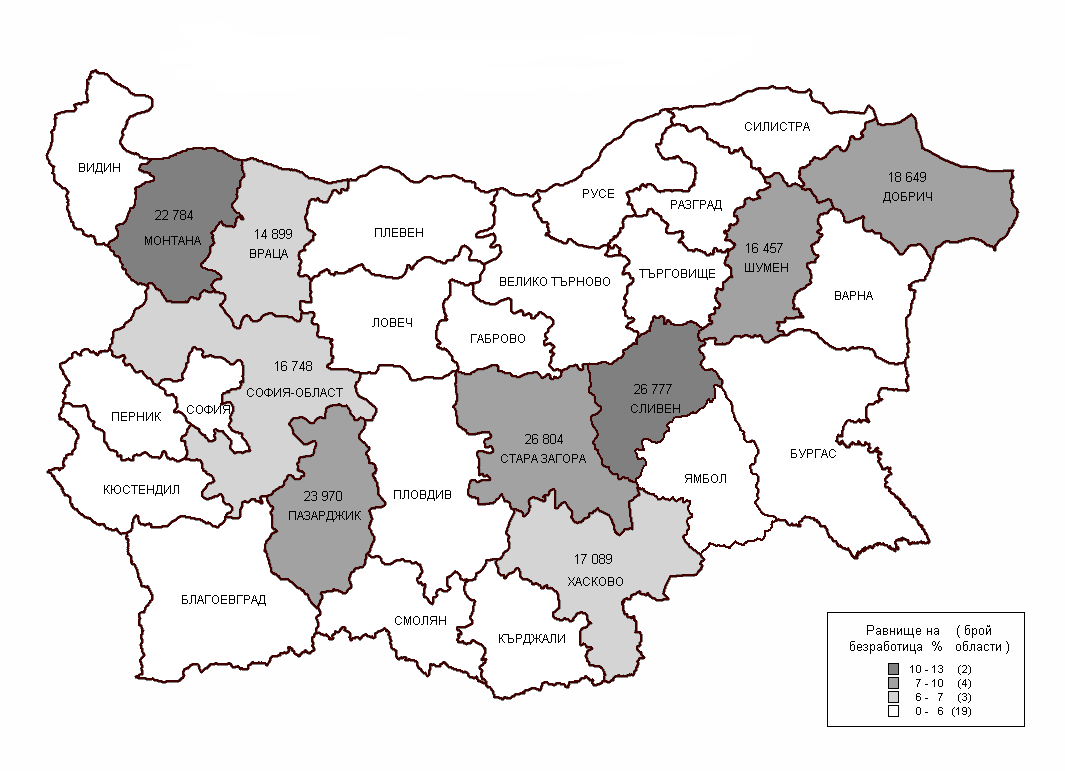 СИЛИСТРА
ВИДИН
18 649
ДОБРИЧ
РУСЕ
РАЗГРАД
22 784
МОНТАНА
14 899
ВРАЦА
ПЛЕВЕН
16 457
ШУМЕН
ТЪРГОВИЩЕ
ВЕЛИКО ТЪРНОВО
ВАРНА
ЛОВЕЧ
ГАБРОВО
16 748
СОФИЯ-ОБЛАСТ
26 777
СЛИВЕН
ПЕРНИК
СОФИЯ
26 804
СТАРА ЗАГОРА
БУРГАС
ЯМБОЛ
КЮСТЕНДИЛ
23 970
ПАЗАРДЖИК
ПЛОВДИВ
17 089
ХАСКОВО
БЛАГОЕВГРАД
СМОЛЯН
КЪРДЖАЛИ
Равнище на ( брой
безработица % области )
10 - 13 (2)
7 - 10 (4)
6 - 7 (3)
0 - 6 (19)